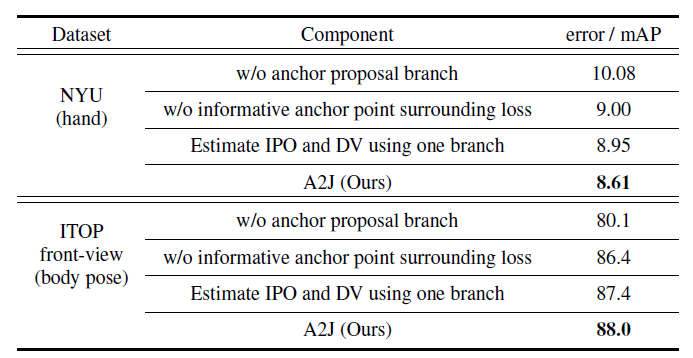 Dataset Component error / mAP
NYU
(hand)
w/o anchor proposal branch 10.08
w/o informative anchor point surrounding loss 9.00
Estimate IPO and DV using one branch 8.95
A2J (Ours) 8.61
ITOP
front-view
(body pose)
w/o anchor proposal branch 80.1
w/o informative anchor point surrounding loss 86.4
Estimate IPO and DV using one branch 87.4
A2J (Ours) 88.0